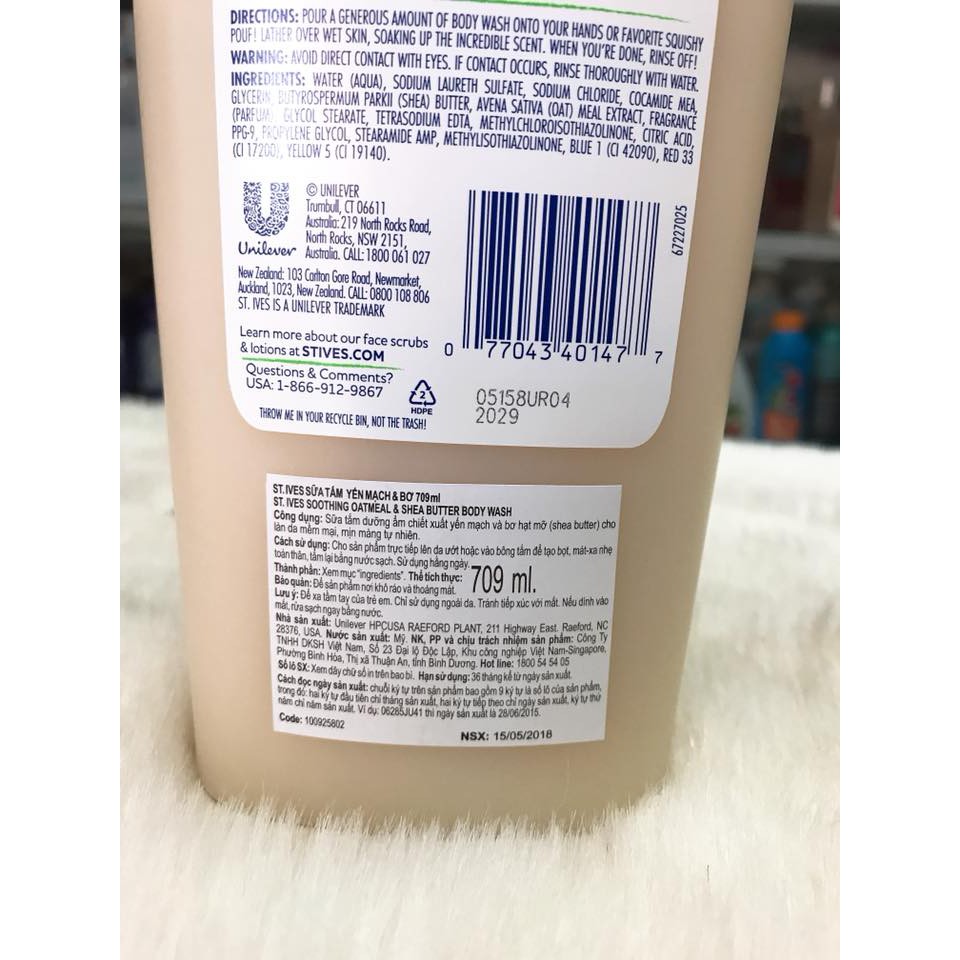 DIRECTIONS: POUR A GENEROUS AMOUNT OF BODY WASH ONTO YOUR HANDS OR FAVORITE SQUISHY
POUF! LATHER OVER WET SKIN, SOAKING UP THE INCREDIBLE SCENT. WHEN YOU'RE DONE, RINSE OFF!
WARNING: AVOID DIRECT CONTACT WITH EYES. IF CONTACT OCCURS, RINSE THOROUGHLY WITH WATER.
INGREDIENTS: WATER (AQUA), SODIUM LAURETH SULFATE, SODIUM CHLORIDE, COCAMIDE MEA,
GLYCERIN, BUTYROSPERMUM PARKII (SHEA) BUTTER, AVENA SATIVA (OAT) MEAL EXTRACT, FRAGRANCE
(PARFUM), GLYCOL STEARATE, TETRASODIUM EDTA, METHYLCHLOROISOTHIAZOLINONE, CITRIC ACID,
PPG-9, PROPYLENE GLYCOL, STEARAMIDE AMP, METHYLISOTHIAZOLINONE, BLUE 1 (CI 42090), RED 33
(CI 17200), YELLOW 5 (CI 19140).
Unilever
© UNILEVER
Trumbull, CT 06611
Australia: 219 North Rocks Road,
North Rocks, NSW 2151,
Australia. CALL: 1800 061 027
New Zealand: 103 Carlton Gore Road, Newmarket,
Auckland, 1023, New Zealand. CALL: 0800 108 806
ST. IVES IS A UNILEVER TRADEMARK
Learn more about our face scrubs
& lotions at STIVES.COM
Questions & Comments?
USA: 1-866-912-9867
2
HDPE
THROW ME IN YOUR RECYCLE BIN, NOT THE TRASH!
67227025
0 77043 40147 7
05158UR04
2029
ST. IVES SỮA TẮM YẾN MẠCH & BƠ 709ml
ST. IVES SOOTHING OATMEAL & SHEA BUTTER BODY WASH
Công dụng: Sữa tắm dưỡng ẩm chiết xuất yến mạch và bơ hạt mỡ (shea butter) cho
làn da mềm mại, mịn màng tự nhiên.
Cách sử dụng: Cho sản phẩm trực tiếp lên da ướt hoặc vào bông tắm để tạo bọt, mát-xa nhẹ
toàn thân, tắm lại bằng nước sạch. Sử dụng hằng ngày.
Thành phần: Xem mục "ingredients". Thể tích thực: 709 ml.
Bảo quản: Để sản phẩm nơi khô ráo và thoáng mát.
Lưu ý: Để xa tầm tay của trẻ em. Chỉ sử dụng ngoài da. Tránh tiếp xúc với mắt. Nếu dính vào
mắt, rửa sạch ngay bằng nước.
Nhà sản xuất: Unilever HPCUSA RAEFORD PLANT, 211 Highway East. Raeford, NC
28376, USA. Nước sản xuất: Mỹ. NK, PP và chịu trách nhiệm sản phẩm: Công Ty
TNHH DKSH Việt Nam, Số 23 Đại lộ Độc Lập, Khu công nghiệp Việt Nam-Singapore,
Phường Bình Hòa, Thị xã Thuận An, tỉnh Bình Dương. Hot line: 1800 54 54 05
Số lô SX: Xem dãy chữ số in trên bao bì. Hạn sử dụng: 36 tháng kể từ ngày sản xuất.
Cách đọc ngày sản xuất: chuỗi ký tự trên sản phẩm bao gồm 9 ký tự là số lô của sản phẩm,
trong đó: hai ký tự đầu tiên chỉ tháng sản xuất, hai ký tự tiếp theo chỉ ngày sản xuất, ký tự thứ
năm chỉ năm sản xuất. Ví dụ: 06285JU41 thì ngày sản xuất là 28/06/2015.
Code: 100925802
NSX: 15/05/2018